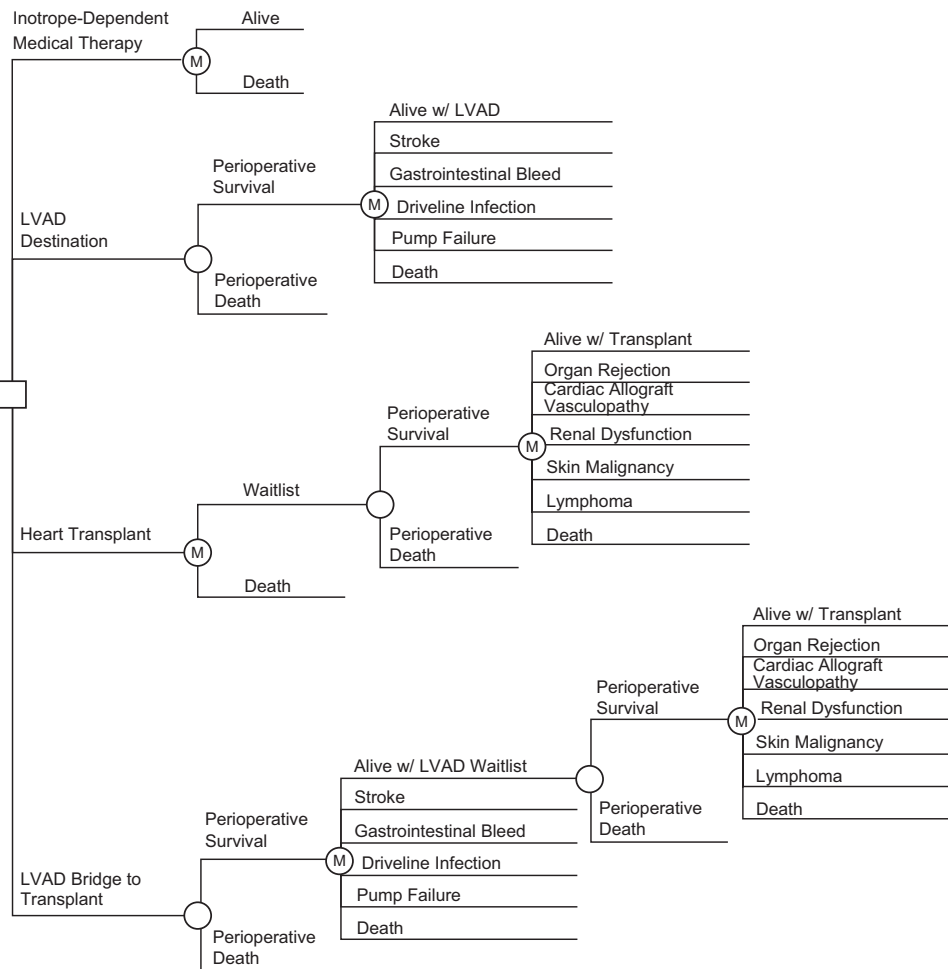 Inotrope-Dependent
Medical Therapy
M
Alive
Death
LVAD
Destination
Perioperative
Survival
Perioperative
Death
M
Alive w/ LVAD
Stroke
Gastrointestinal Bleed
Driveline Infection
Pump Failure
Death
Heart Transplant
M
Waitlist
Death
Perioperative
Survival
Perioperative
Death
M
Alive w/ Transplant
Organ Rejection
Cardiac Allograft
Vasculopathy
Renal Dysfunction
Skin Malignancy
Lymphoma
Death
LVAD Bridge to
Transplant
Perioperative
Survival
Perioperative
Death
M
Alive w/ LVAD Waitlist
Stroke
Gastrointestinal Bleed
Driveline Infection
Pump Failure
Death
Perioperative
Survival
Perioperative
Death
M
Alive w/ Transplant
Organ Rejection
Cardiac Allograft
Vasculopathy
Renal Dysfunction
Skin Malignancy
Lymphoma
Death